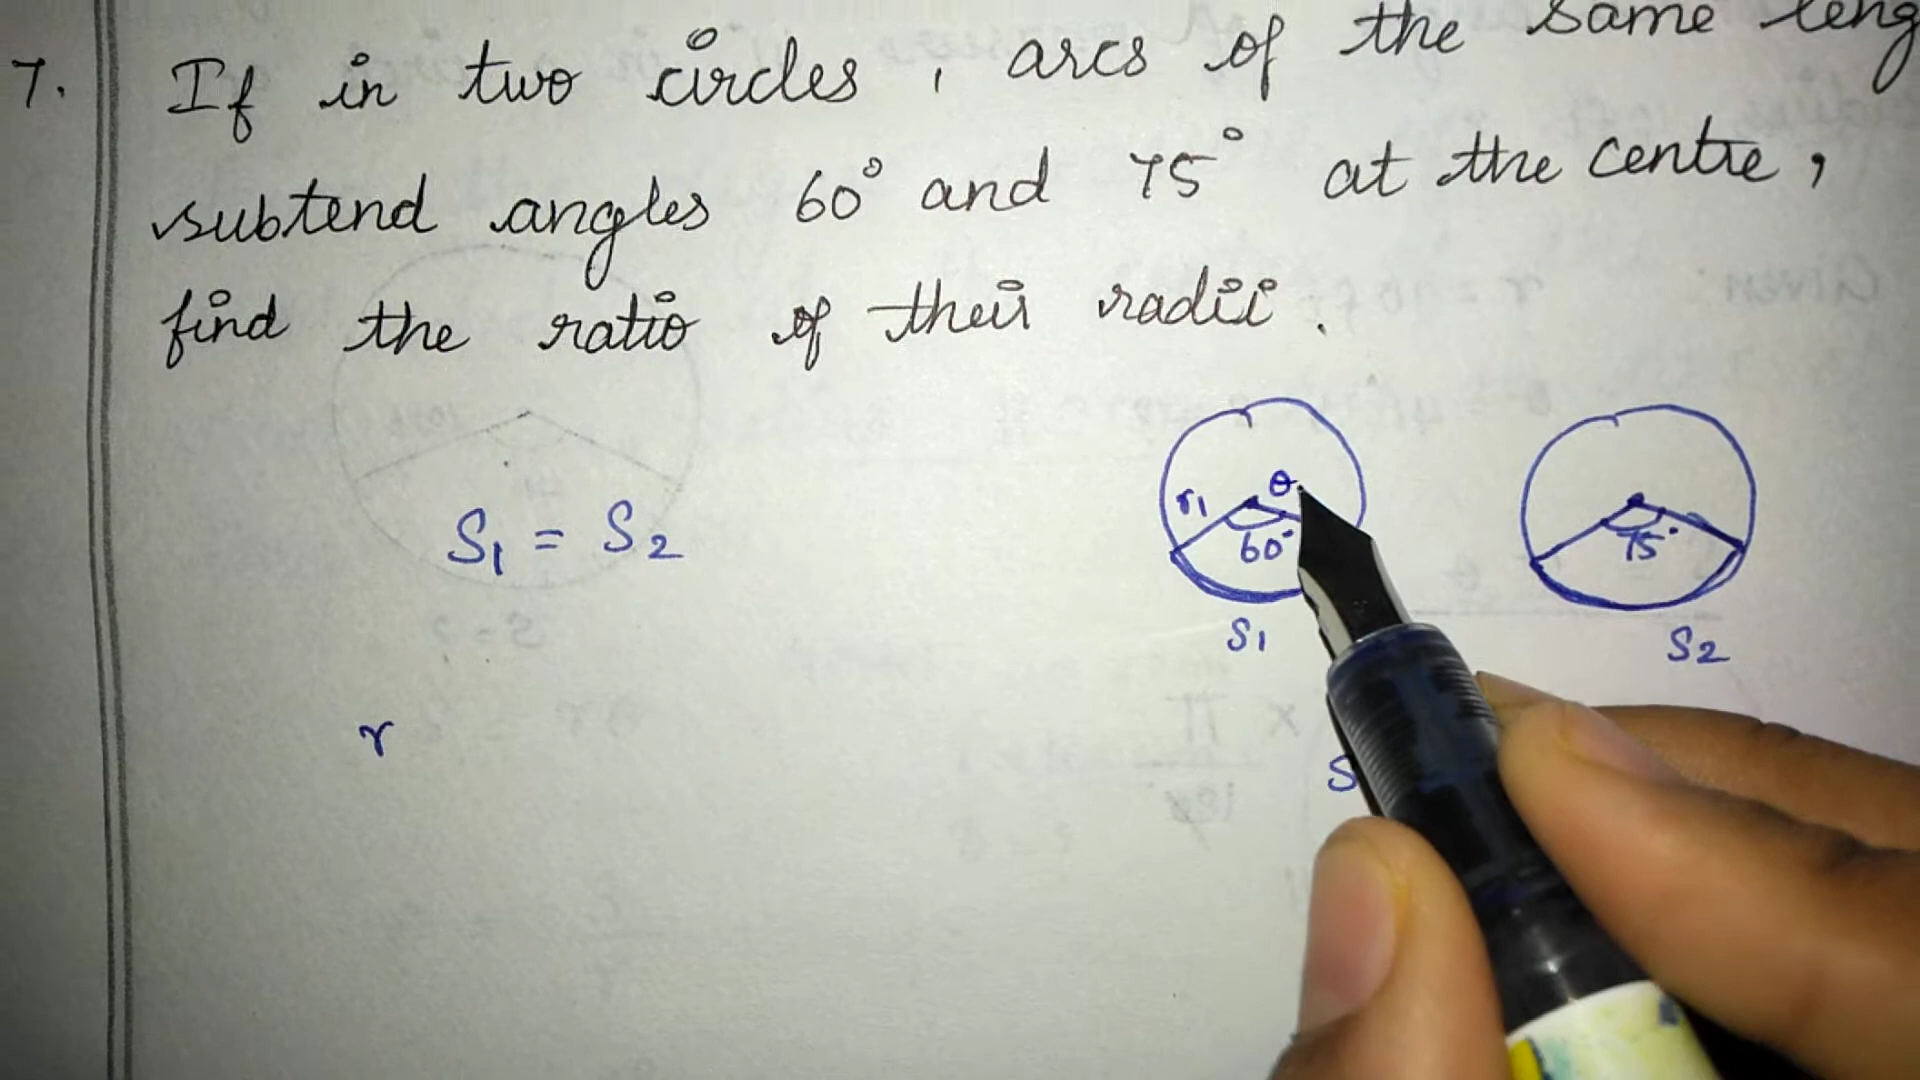 7. If in two circles, arcs of the same leng
subtend angles 60° and 75° at the centre,
find the ratio of their radii.
r1 θ
60° 75°
S1 = S2
S1 S2
r
S